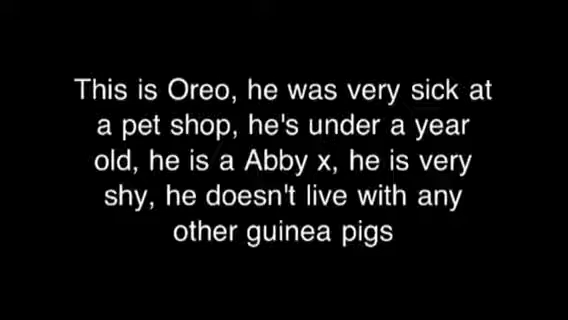 This is Oreo, he was very sick at
a pet shop, he's under a year
old, he is a Abby x, he is very
shy, he doesn't live with any
other guinea pigs